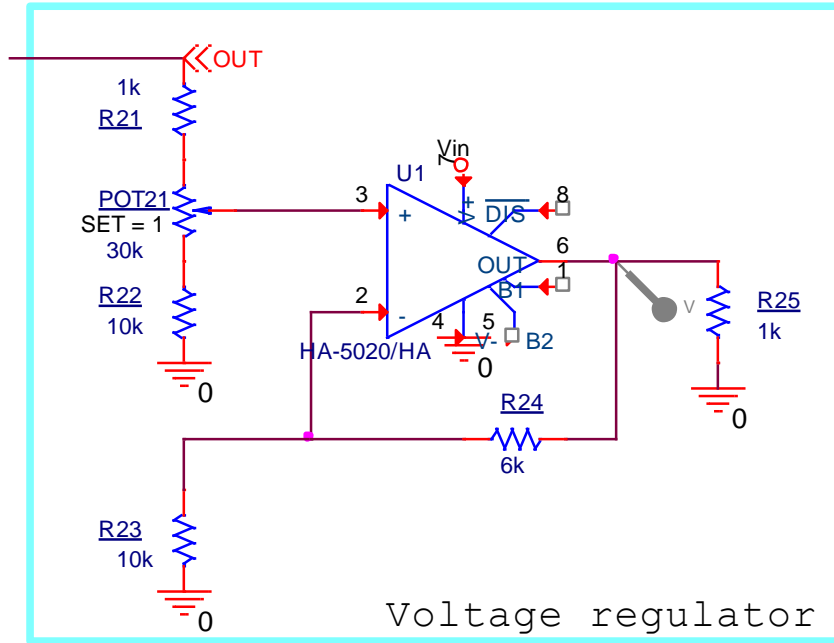 OUT
1k
R21
Vin
7
U1
POT21
SET = 1
30k
3
+
V+
DIS
8
6
OUT
1
B1
R22
10k
2
-
4
5
V-
B2
V
R25
1k
HA-5020/HA
0
0
0
R24
6k
R23
10k
0
Voltage regulator